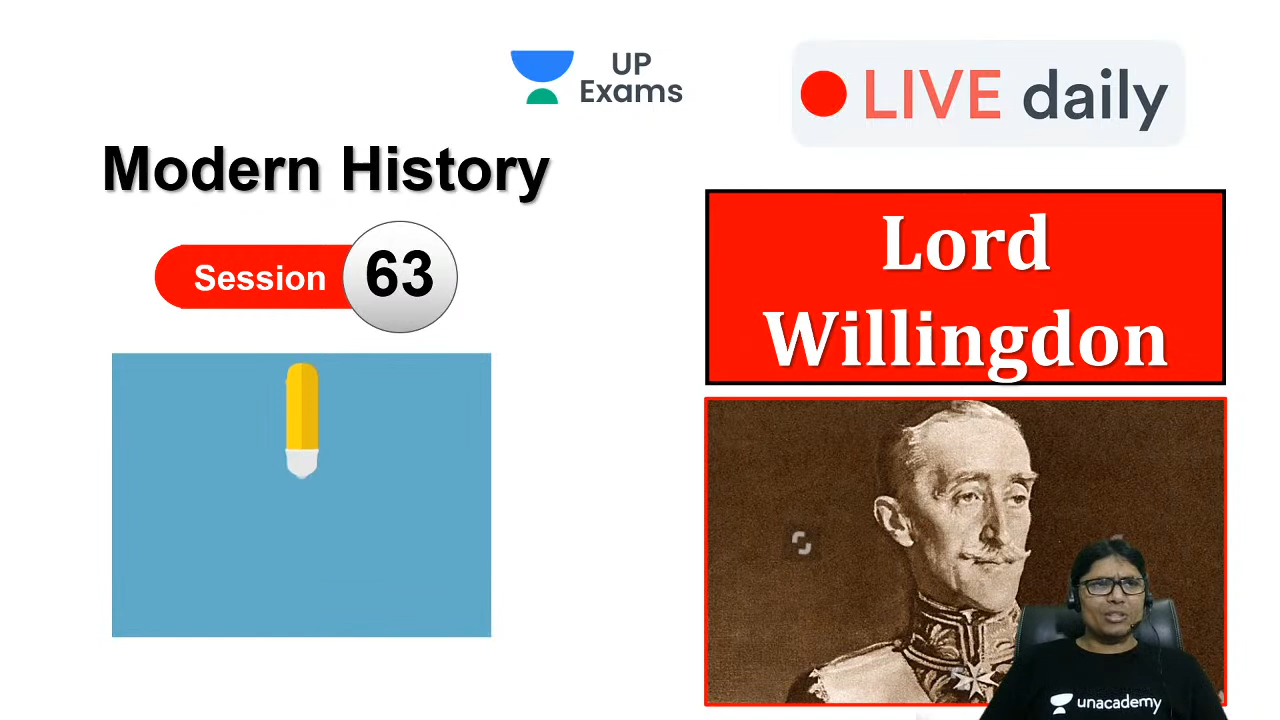 UP
Exams
LIVE daily
Modern History
Session 63
Lord
Willingdon
unacademy